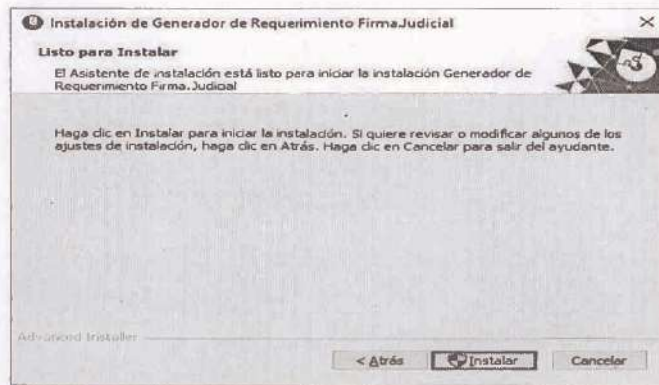 Instalación de Generador de Requerimiento Firma.Judicial
Listo para Instalar
El Asistente de instalación está listo para iniciar la instalación Generador de
Requerimiento Firma.Judicial
Haga clic en Instalar para iniciar la instalación. Si quiere revisar o modificar algunos de los
ajustes de instalación, haga clic en Atrás. Haga clic en Cancelar para salir del ayudante.
Advanced Installer
< Atrás
Instalar
Cancelar